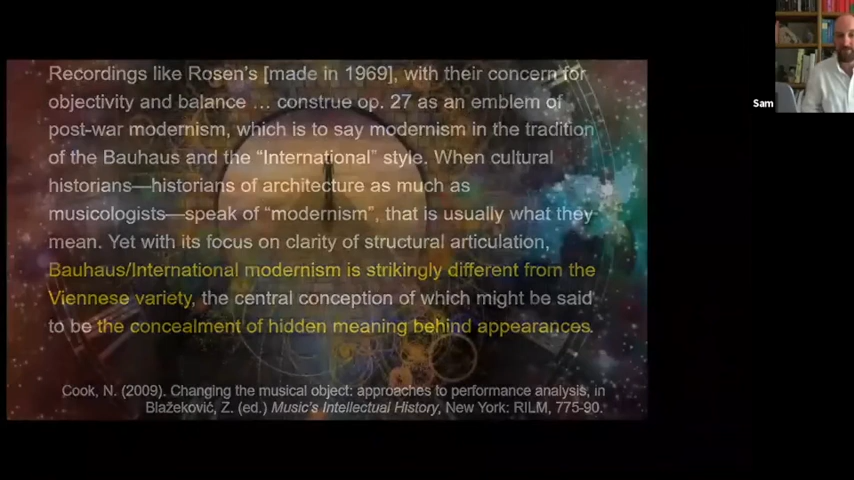 Recordings like Rosen's [made in 1969], with their concern for
objectivity and balance … construe op. 27 as an emblem of
post-war modernism, which is to say modernism in the tradition
of the Bauhaus and the “International” style. When cultural
historians—historians of architecture as much as
musicologists—speak of “modernism”, that is usually what they
mean. Yet with its focus on clarity of structural articulation,
Bauhaus/International modernism is strikingly different from the
Viennese variety, the central conception of which might be said
to be the concealment of hidden meaning behind appearances.
Cook, N. (2009). Changing the musical object: approaches to performance analysis, in
Blažeković, Z. (ed.) Music's Intellectual History, New York: RILM, 775-90.
Sam